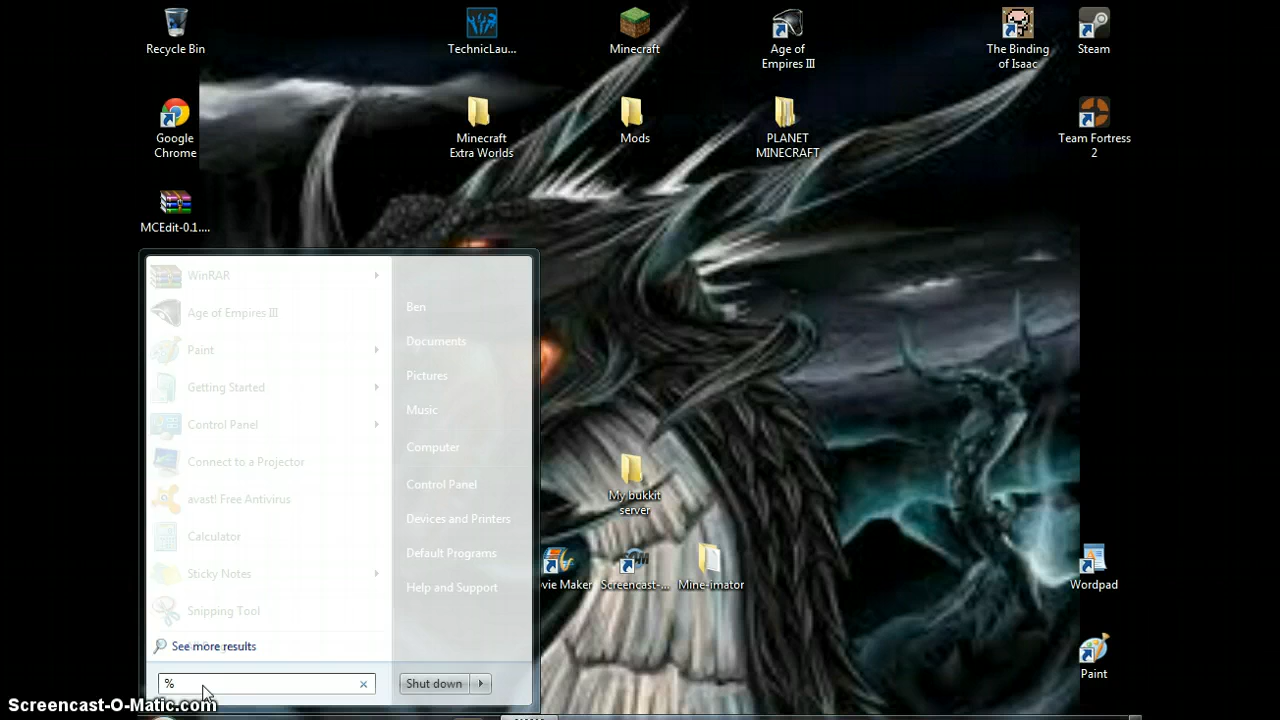 Recycle Bin
TechnicLau...
Minecraft
Age of
Empires III
The Binding
of Isaac
Steam
Google
Chrome
Minecraft
Extra Worlds
Mods
PLANET
MINECRAFT
Team Fortress
2
MCEdit-0.1....
WinRAR
Age of Empires III
Paint
Getting Started
Control Panel
Connect to a Projector
avast! Free Antivirus
Calculator
Sticky Notes
Snipping Tool
See more results
%
Ben
Documents
Pictures
Music
Computer
Control Panel
Devices and Printers
Default Programs
Help and Support
Shut down
My bukkit
server
vie Maker
Screencast-...
Mine-imator
Wordpad
Paint
Screencast-O-Matic.com